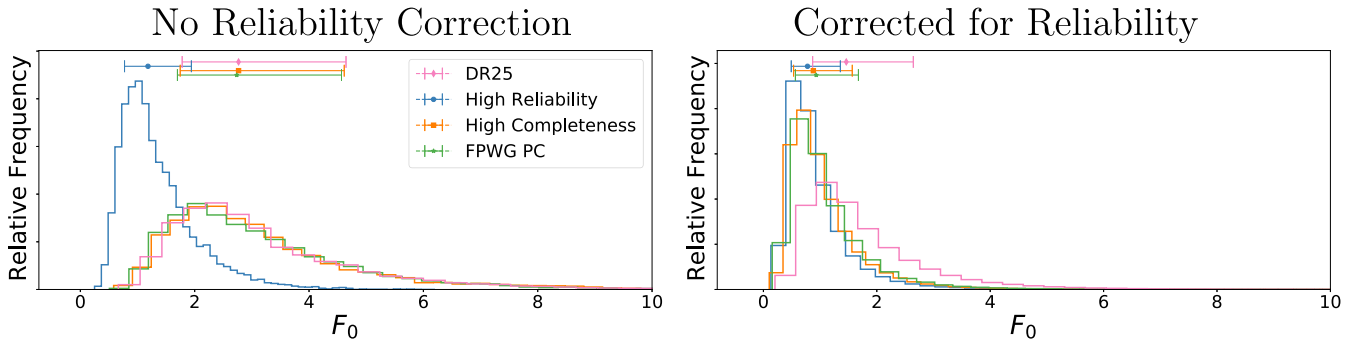 No Reliability Correction
Relative Frequency
DR25
High Reliability
High Completeness
FPWG PC
0 2 4 6 8 10
F0
Corrected for Reliability
Relative Frequency
0 2 4 6 8 10
F0